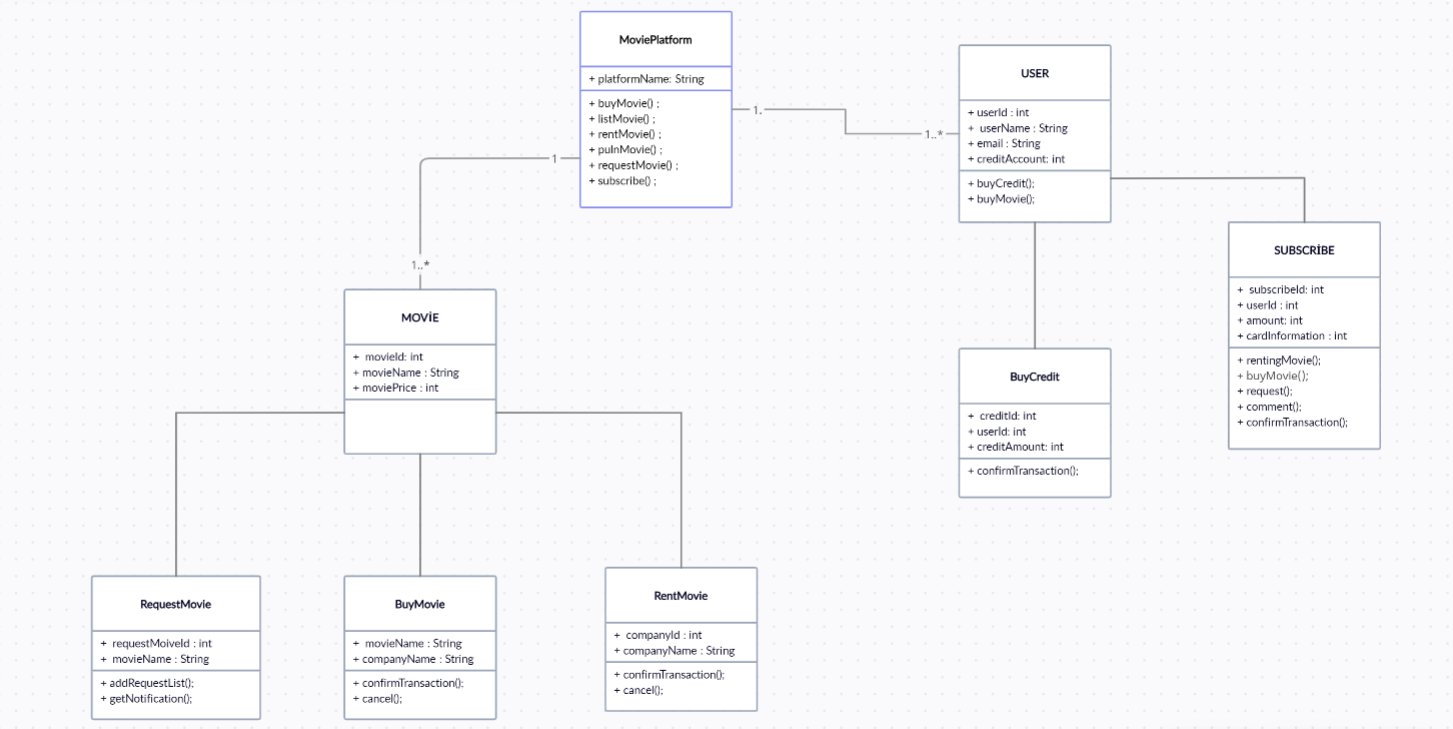 MoviePlatform
+ platformName: String
+ buyMovie() ;
+ listMovie() ;
+ rentMovie() ;
+ pulnMovie() ;
+ requestMovie() ;
+ subscribe() ;
1.
1..*
1
1..*
USER
+ userId : int
+ userName : String
+ email : String
+ creditAccount: int
+ buyCredit();
+ buyMovie();
SUBSCRİBE
+ subscribeId: int
+ userId : int
+ amount: int
+ cardInformation : int
+ rentingMovie();
+ buyMovie();
+ request();
+ comment();
+ confirmTransaction();
MOVİE
+ movieId: int
+ movieName : String
+ moviePrice : int
BuyCredit
+ creditId: int
+ userId: int
+ creditAmount: int
+ confirmTransaction();
RequestMovie
+ requestMoiveId : int
+ movieName : String
+ addRequestList();
+ getNotification();
BuyMovie
+ movieName : String
+ companyName : String
+ confirmTransaction();
+ cancel();
RentMovie
+ companyId : int
+ companyName : String
+ confirmTransaction();
+ cancel();